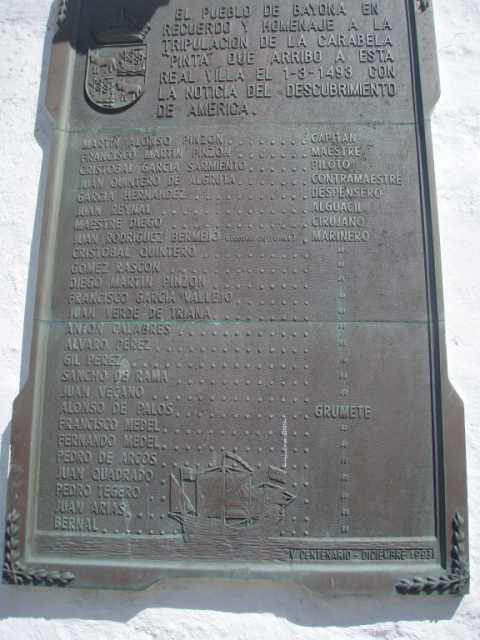 EL PUEBLO DE BAYONA EN
RECUERDO Y HOMENAJE A LA
TRIPULACION DE LA CARABELA
"PINTA" QUE ARRIBO A ESTA
REAL VILLA EL 1-3-1493 CON
LA NOTICIA DEL DESCUBRIMIENTO
DE AMERICA.
MARTIN ALONSO PINZON CAPITAN
FRANCISCO MARTIN PINZON MAESTRE
CRISTOBAL GARCIA SARMIENTO PILOTO
JUAN QUINTERO DE ALGRUTA CONTRAMAESTRE
GARCIA HERNANDEZ DESPENSERO
JUAN REYNAL ALGUACIL
MAESTRE DIEGO CIRUJANO
JUAN RODRIGUEZ BERMEJO MARINERO
CRISTOBAL QUINTERO "
GOMEZ RASCON "
DIEGO MARTIN PINZON "
FRANCISCO GARCIA VALLEJO "
JUAN VERDE DE TRIANA "
ANTON CALABRES "
ALVARO PEREZ "
GIL PEREZ "
SANCHO DE RAMA "
JUAN VEÇANO "
ALONSO DE PALOS GRUMETE
FRANCISCO MEDEL "
FERNANDO MEDEL "
PEDRO DE ARCOS "
JUAN QUADRADO "
PEDRO TEGERO "
JUAN ARIAS "
BERNAL "
V CENTENARIO - DICIEMBRE 1993